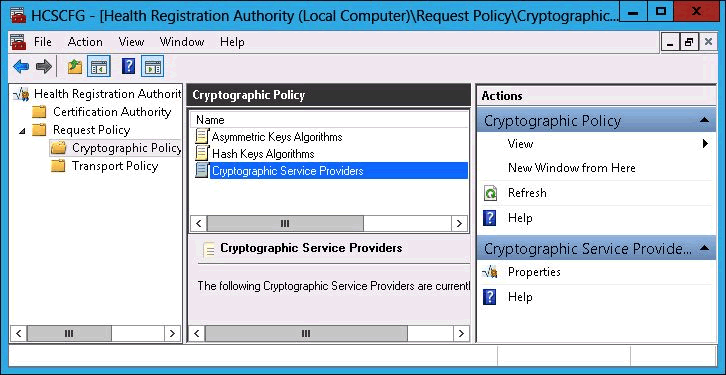 HCSCFG - [Health Registration Authority (Local Computer)\Request Policy\Cryptographic...
File Action View Window Help
Health Registration Authorit
Certification Authority
Request Policy
Cryptographic Policy
Transport Policy
Cryptographic Policy
Name
Asymmetric Keys Algorithms
Hash Keys Algorithms
Cryptographic Service Providers
Cryptographic Service Providers
The following Cryptographic Service Providers are current
Actions
Cryptographic Policy
View
New Window from Here
Refresh
Help
Cryptographic Service Provide...
Properties
Help